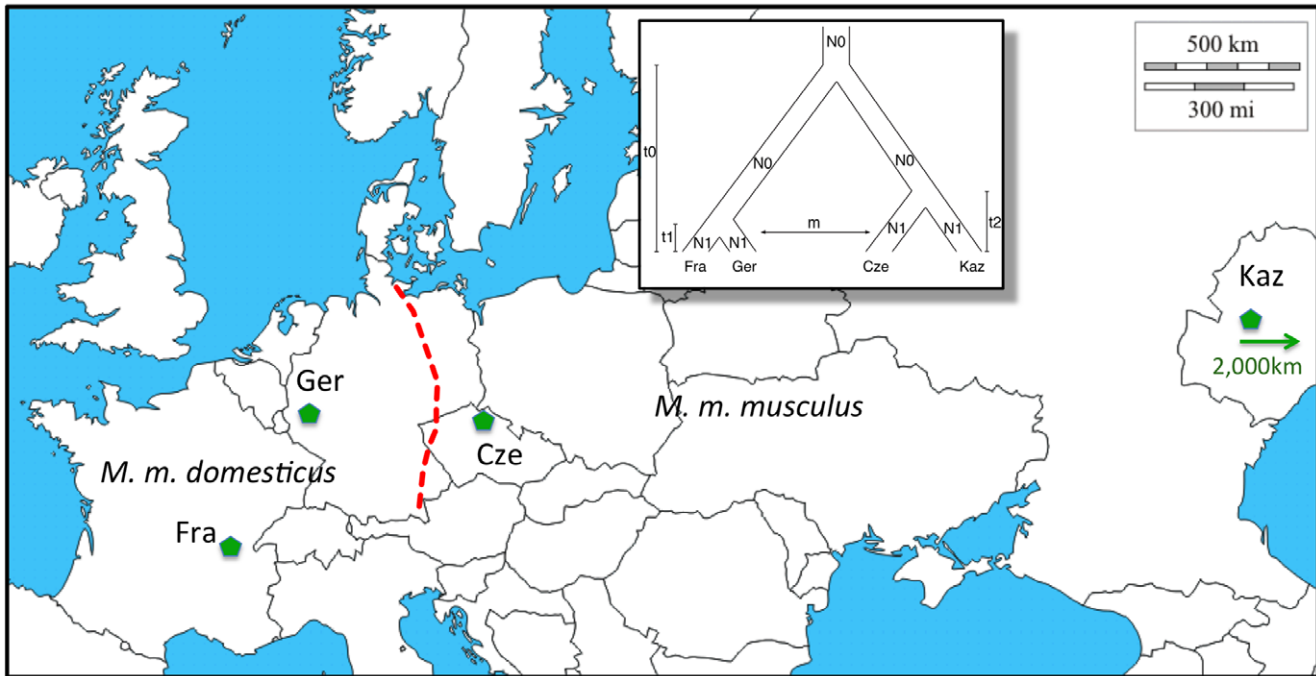 N0
500 km
300 mi
t0
N0
N0
t1
t2
m
N1
N1
N1
N1
Fra
Ger
Cze
Kaz
Kaz
2,000km
Ger
M. m. musculus
Cze
M. m. domesticus
Fra